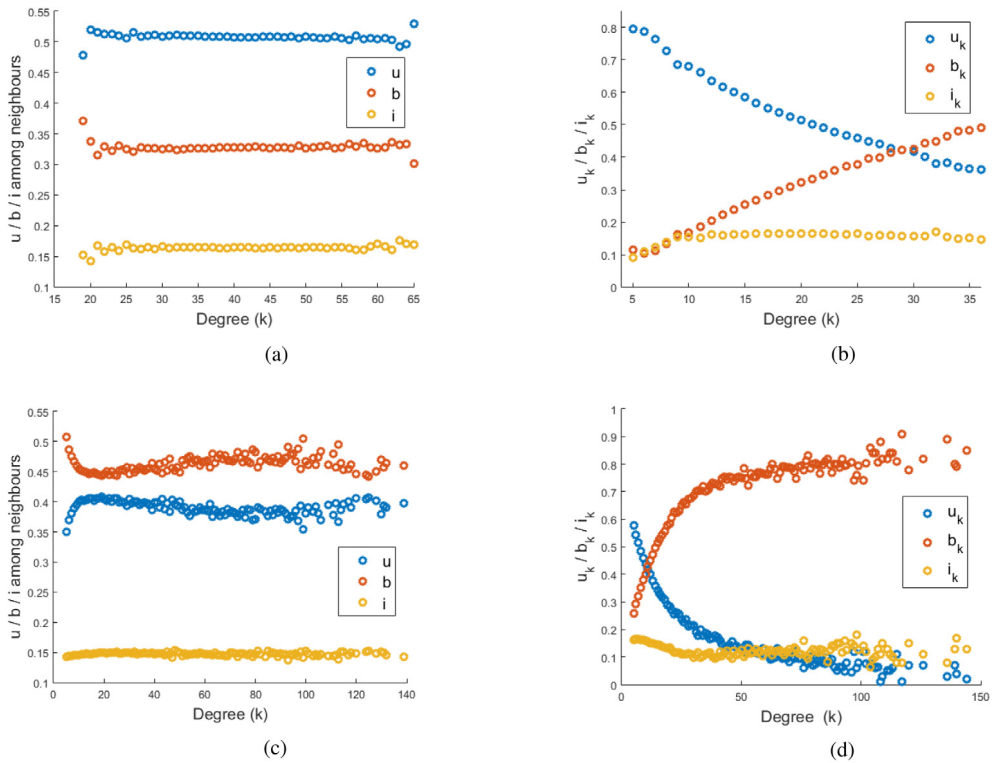 0.55
0.5
0.45
0.4
0.35
0.3
0.25
0.2
0.15
0.1
u / b / i among neighbours
15 20 25 30 35 40 45 50 55 60 65
Degree (k)
u
b
i
(a)
0.8
0.7
0.6
0.5
0.4
0.3
0.2
0.1
0
u_k / b_k / i_k
5 10 15 20 25 30 35
Degree (k)
u_k
b_k
i_k
(b)
0.55
0.5
0.45
0.4
0.35
0.3
0.25
0.2
0.15
0.1
u / b / i among neighbours
0 20 40 60 80 100 120 140
Degree (k)
u
b
i
(c)
1
0.9
0.8
0.7
0.6
0.5
0.4
0.3
0.2
0.1
0
u_k / b_k / i_k
0 50 100 150
Degree (k)
u_k
b_k
i_k
(d)